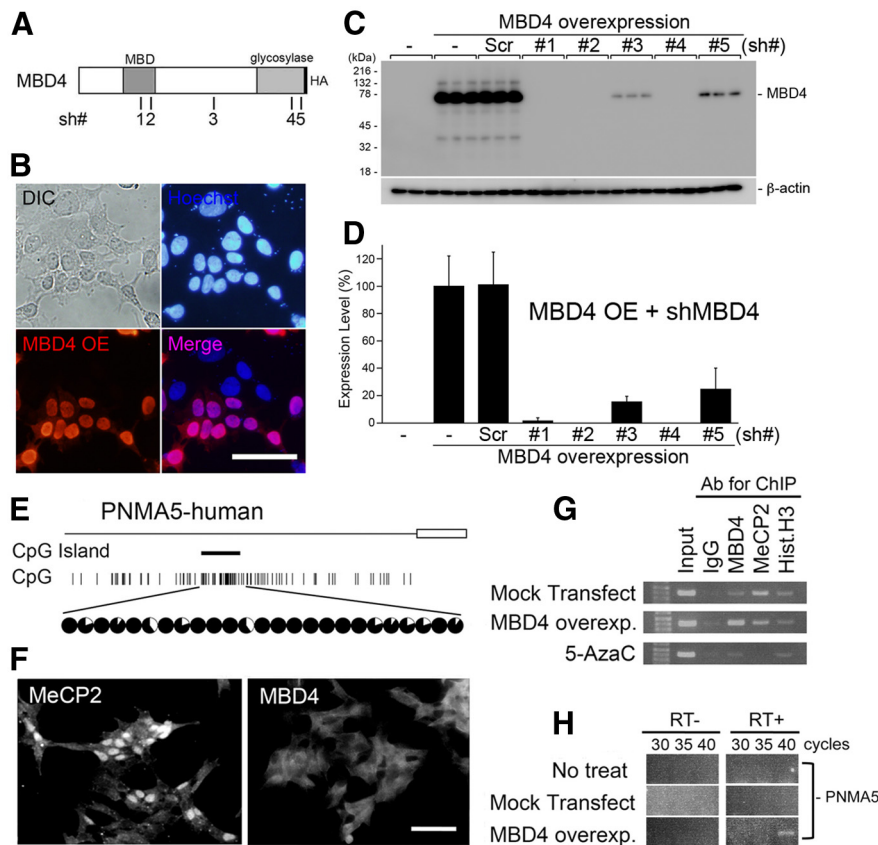 A
MBD glycosylase
MBD4
HA
sh# 12 3 45
B
DIC
Hoechst
MBD4 OE
Merge
C
MBD4 overexpression
- - Scr #1 #2 #3 #4 #5 (sh#)
(kDa)
216 -
132 -
78 -
45 -
32 -
18 -
- MBD4
- β-actin
D
Expression Level (%)
120
100
80
60
40
20
0
MBD4 OE + shMBD4
- - Scr #1 #2 #3 #4 #5 (sh#)
MBD4 overexpression
E
PNMA5-human
CpG Island
CpG
F
MeCP2
MBD4
G
Ab for ChIP
Input IgG MBD4 MeCP2 Hist.H3
Mock Transfect
MBD4 overexp.
5-AzaC
H
RT- RT+
30 35 40 30 35 40 cycles
No treat
Mock Transfect
MBD4 overexp.
- PNMA5